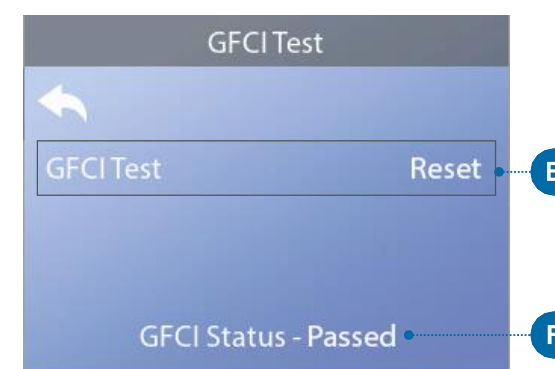 GFCI Test
GFCI Test Reset
E
GFCI Status - Passed
F